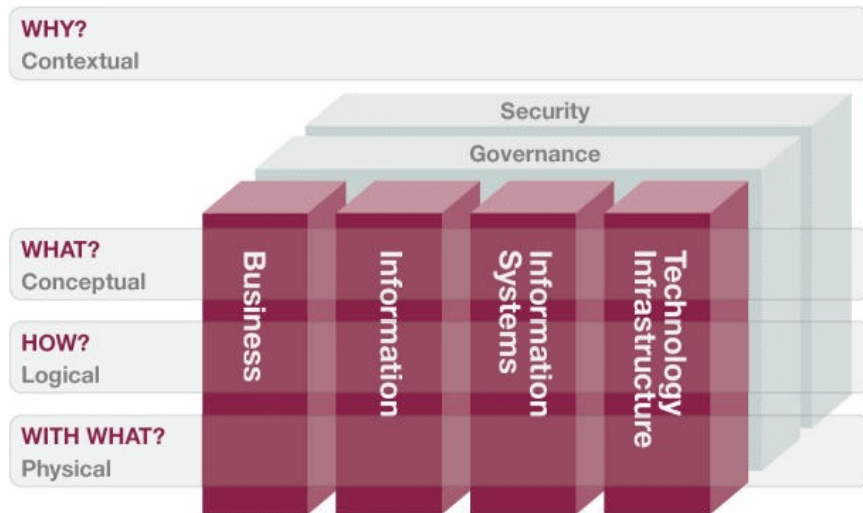 WHY?
Contextual
Security
Governance
WHAT?
Conceptual
HOW?
Logical
WITH WHAT?
Physical
Business
Information
Information
Systems
Technology
Infrastructure